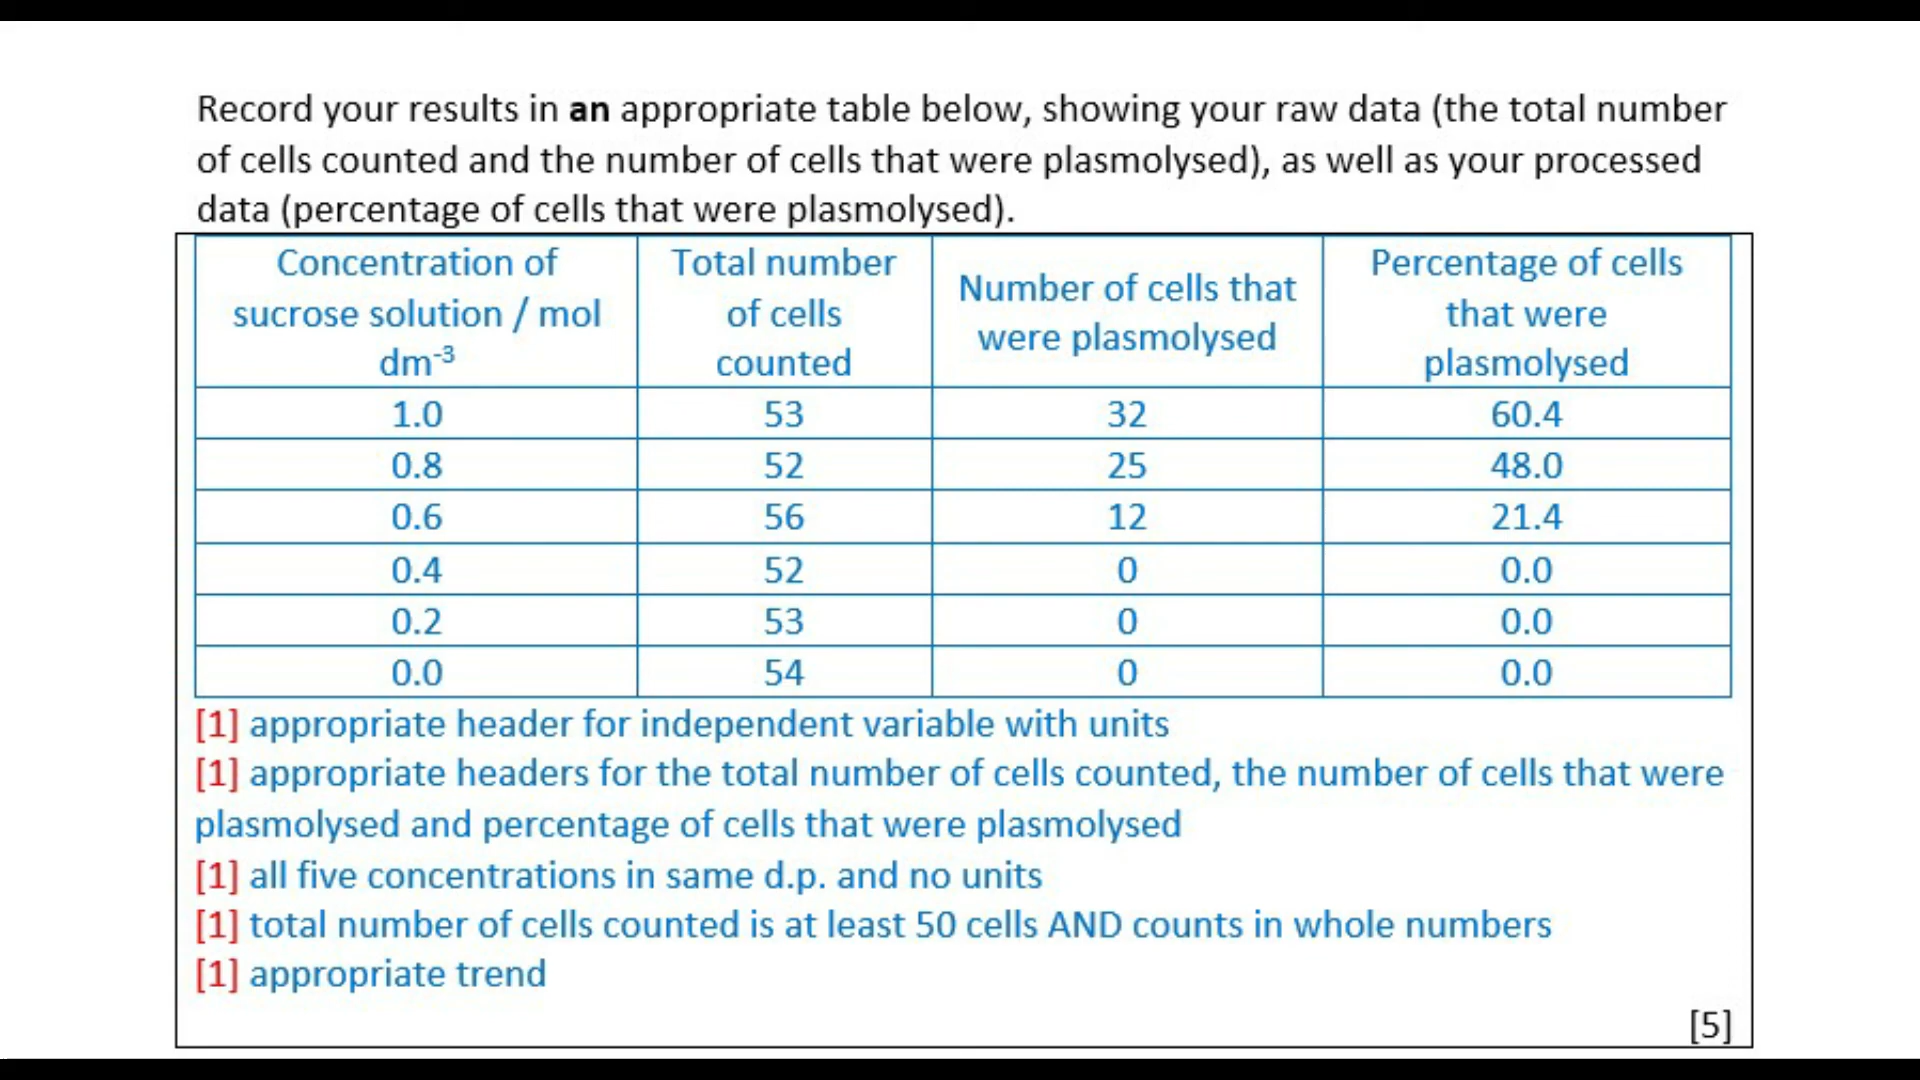 Record your results in an appropriate table below, showing your raw data (the total number
of cells counted and the number of cells that were plasmolysed), as well as your processed
data (percentage of cells that were plasmolysed).
Concentration of sucrose solution / mol dm⁻³ Total number of cells counted Number of cells that were plasmolysed Percentage of cells that were plasmolysed
1.0 53 32 60.4
0.8 52 25 48.0
0.6 56 12 21.4
0.4 52 0 0.0
0.2 53 0 0.0
0.0 54 0 0.0
[1] appropriate header for independent variable with units
[1] appropriate headers for the total number of cells counted, the number of cells that were
plasmolysed and percentage of cells that were plasmolysed
[1] all five concentrations in same d.p. and no units
[1] total number of cells counted is at least 50 cells AND counts in whole numbers
[1] appropriate trend
[5]